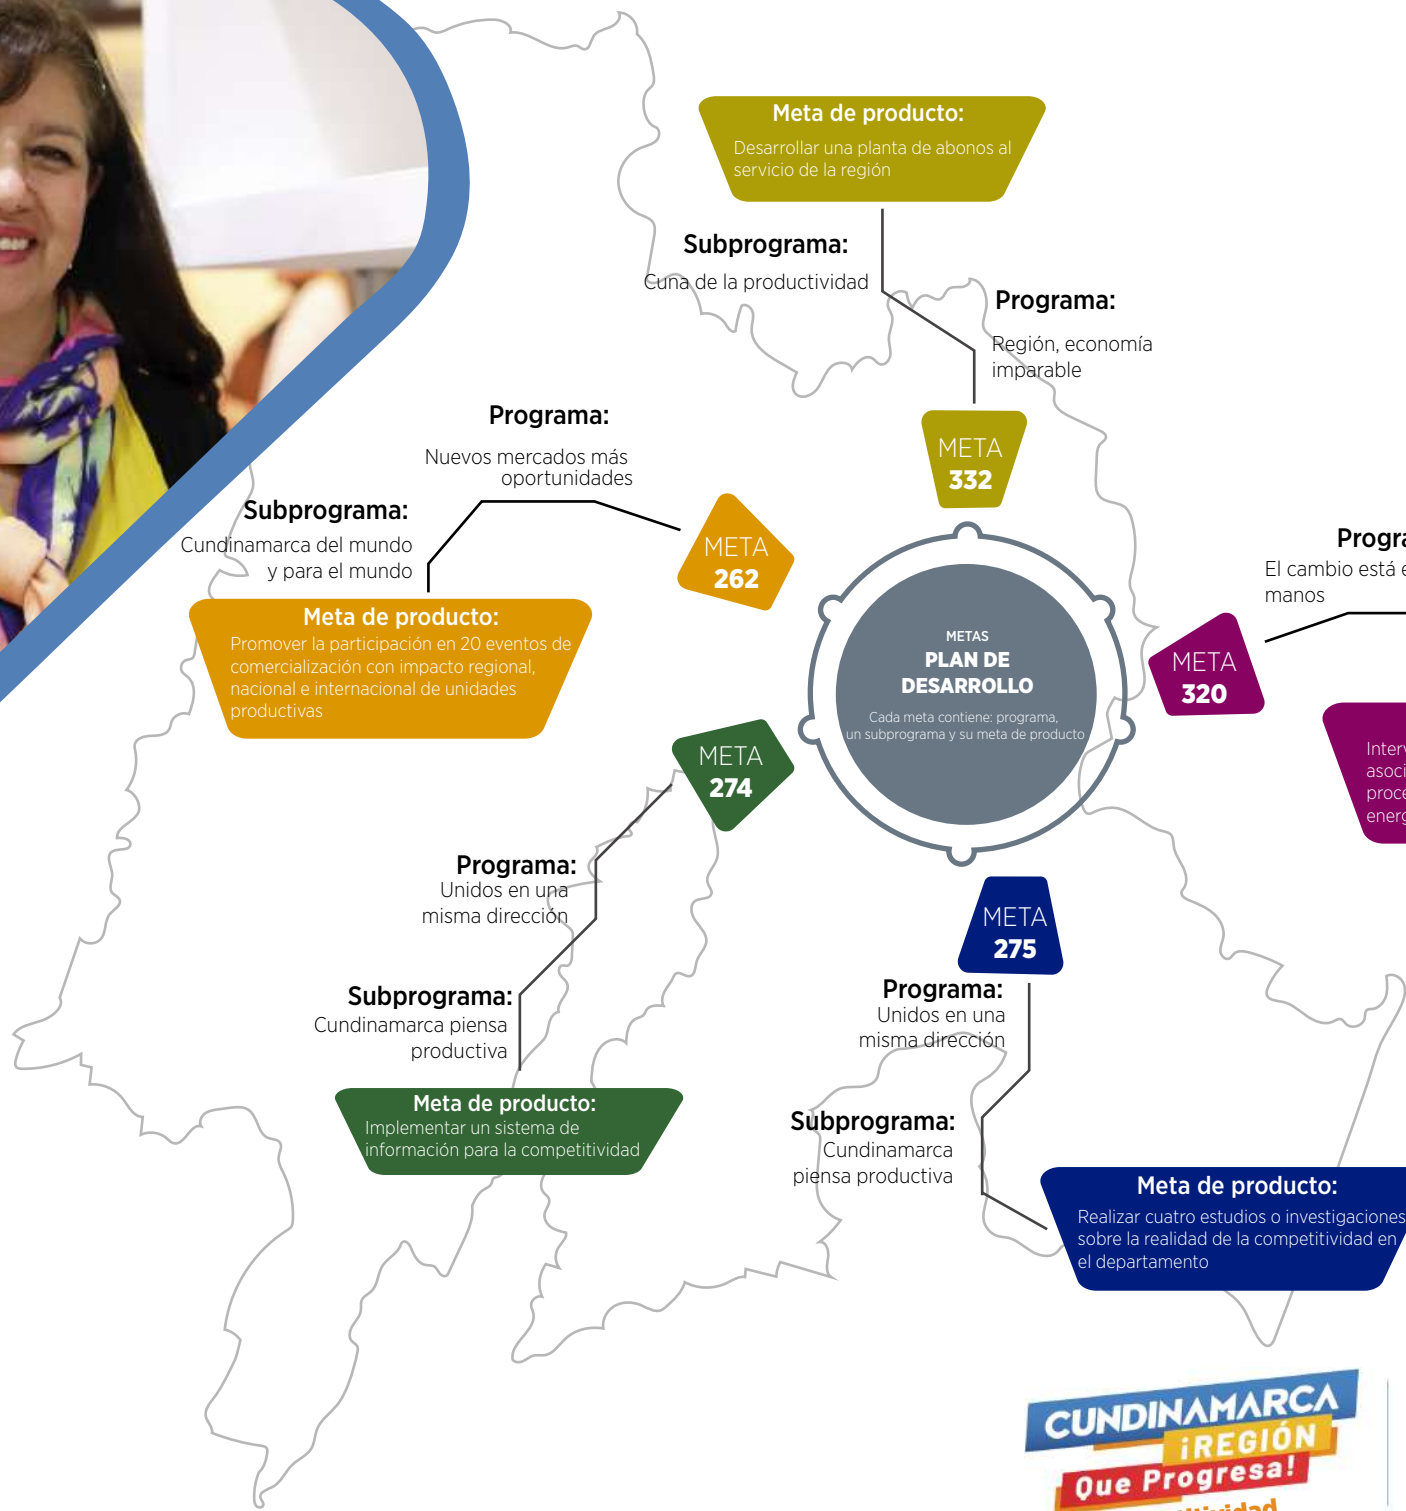 Meta de producto:
Desarrollar una planta de abonos al
servicio de la región
Subprograma:
Cuna de la productividad
Programa:
Región, economía
imparable
META
332
Programa:
Nuevos mercados más
oportunidades
Subprograma:
Cundinamarca del mundo
y para el mundo
META
262
Meta de producto:
Promover la participación en 20 eventos de
comercialización con impacto regional,
nacional e internacional de unidades
productivas
METAS
PLAN DE
DESARROLLO
Cada meta contiene: programa,
un subprograma y su meta de producto
El cambio está
manos
META
320
META
274
Programa:
Unidos en una
misma dirección
Subprograma:
Cundinamarca piensa
productiva
Meta de producto:
Implementar un sistema de
información para la competitividad
META
275
Programa:
Unidos en una
misma dirección
Subprograma:
Cundinamarca
piensa productiva
Meta de producto:
Realizar cuatro estudios o investigaciones
sobre la realidad de la competitividad en
el departamento
CUNDINAMARCA
¡REGIÓN
Que Progresa!